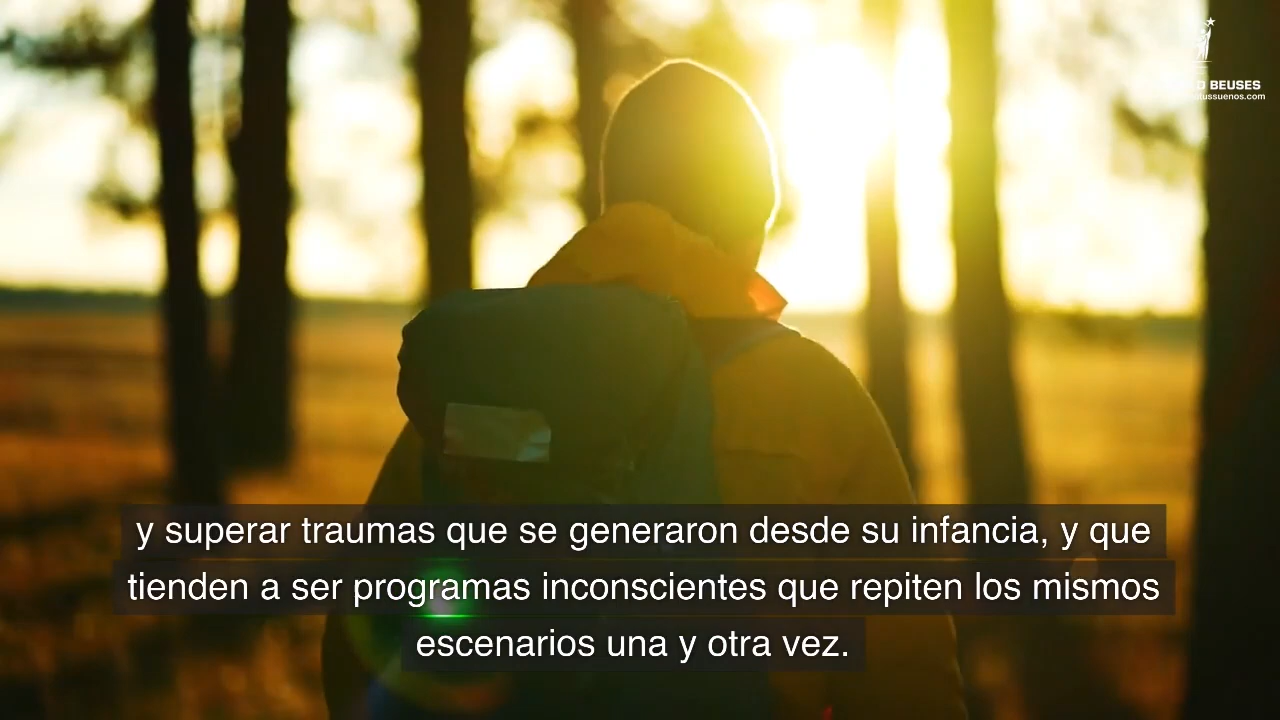 BEUSES
y superar traumas que se generaron desde su infancia, y que
tienden a ser programas inconscientes que repiten los mismos
escenarios una y otra vez.